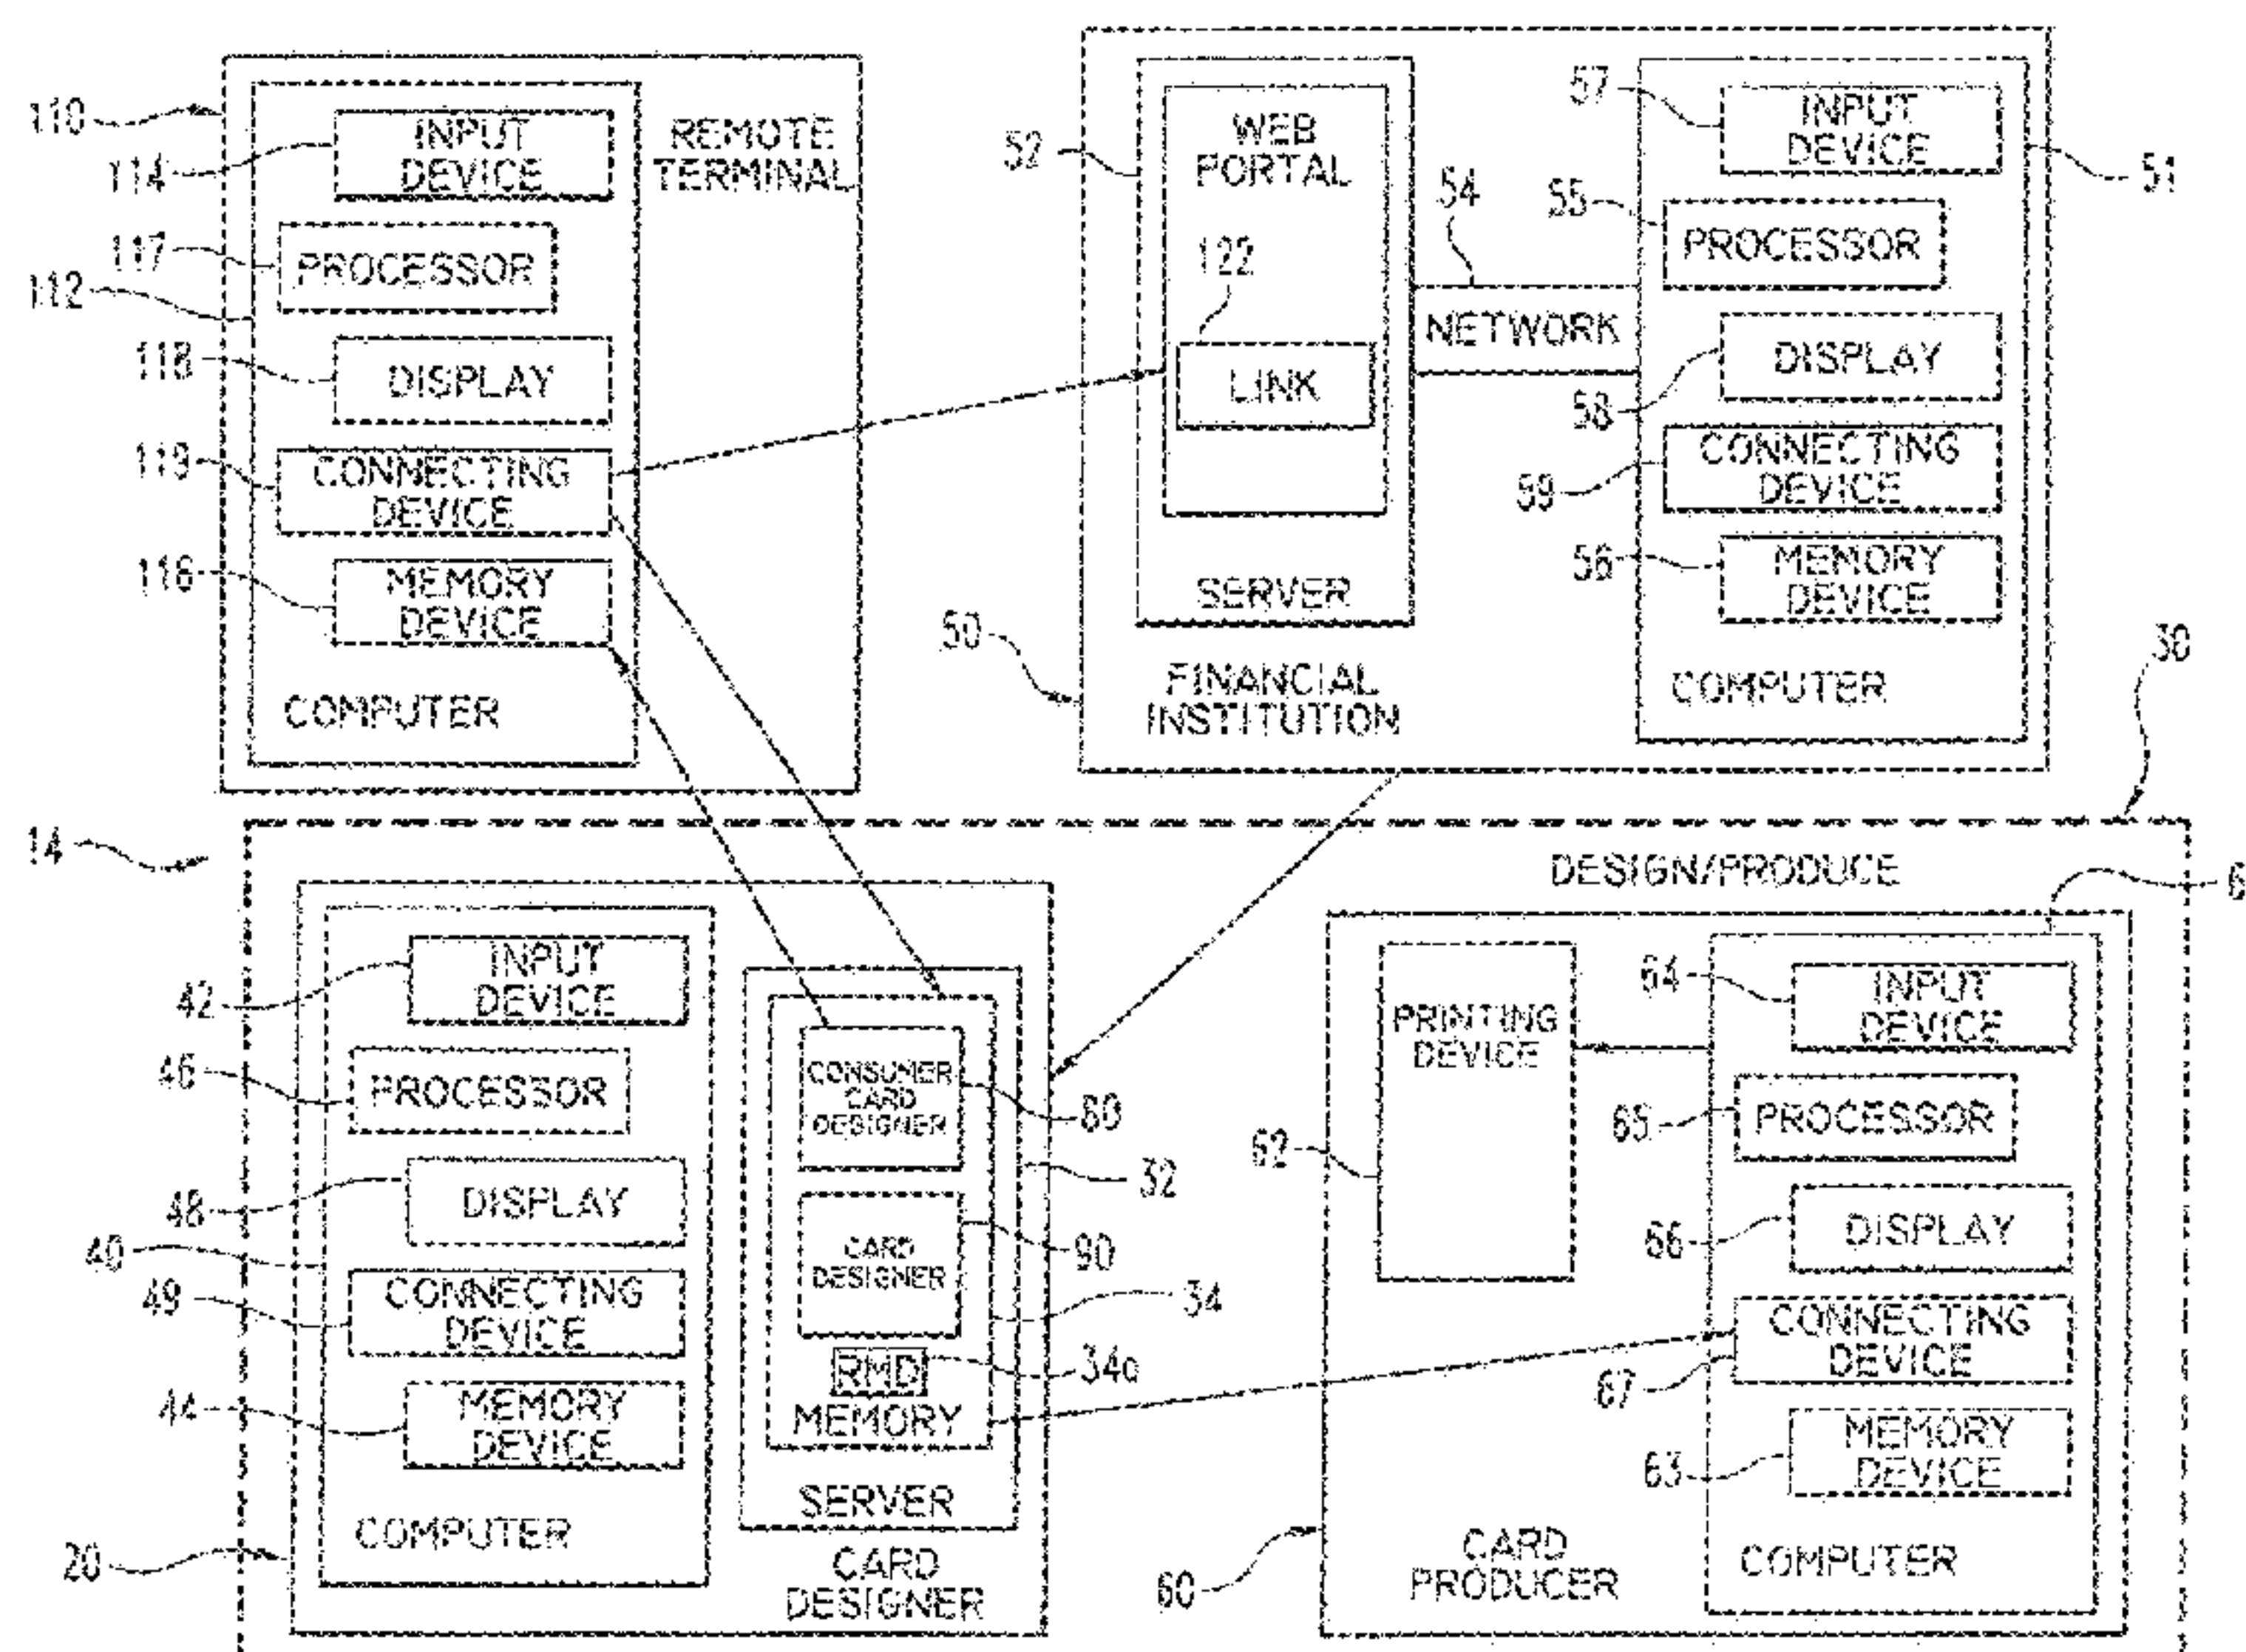 110
114
INPUT
DEVICE
REMOTE
TERMINAL
117
PROCESSOR
112
118
DISPLAY
119
CONNECTING
DEVICE
116
MEMORY
DEVICE
COMPUTER
52
WEB
PORTAL
122
LINK
SERVER
54
NETWORK
57
INPUT
DEVICE
51
55
PROCESSOR
58
DISPLAY
59
CONNECTING
DEVICE
56
MEMORY
DEVICE
COMPUTER
50
FINANCIAL
INSTITUTION
30
14
DESIGN/PRODUCE
6
42
INPUT
DEVICE
46
PROCESSOR
48
DISPLAY
40
49
CONNECTING
DEVICE
44
MEMORY
DEVICE
COMPUTER
20
CONSUMER
CARD
DESIGNER
80
32
CARD
DESIGNER
90
34
RMD
34a
MEMORY
SERVER
CARD
DESIGNER
PRINTING
DEVICE
62
64
INPUT
DEVICE
65
PROCESSOR
66
DISPLAY
CONNECTING
DEVICE
67
MEMORY
DEVICE
63
60
CARD
PRODUCER
COMPUTER